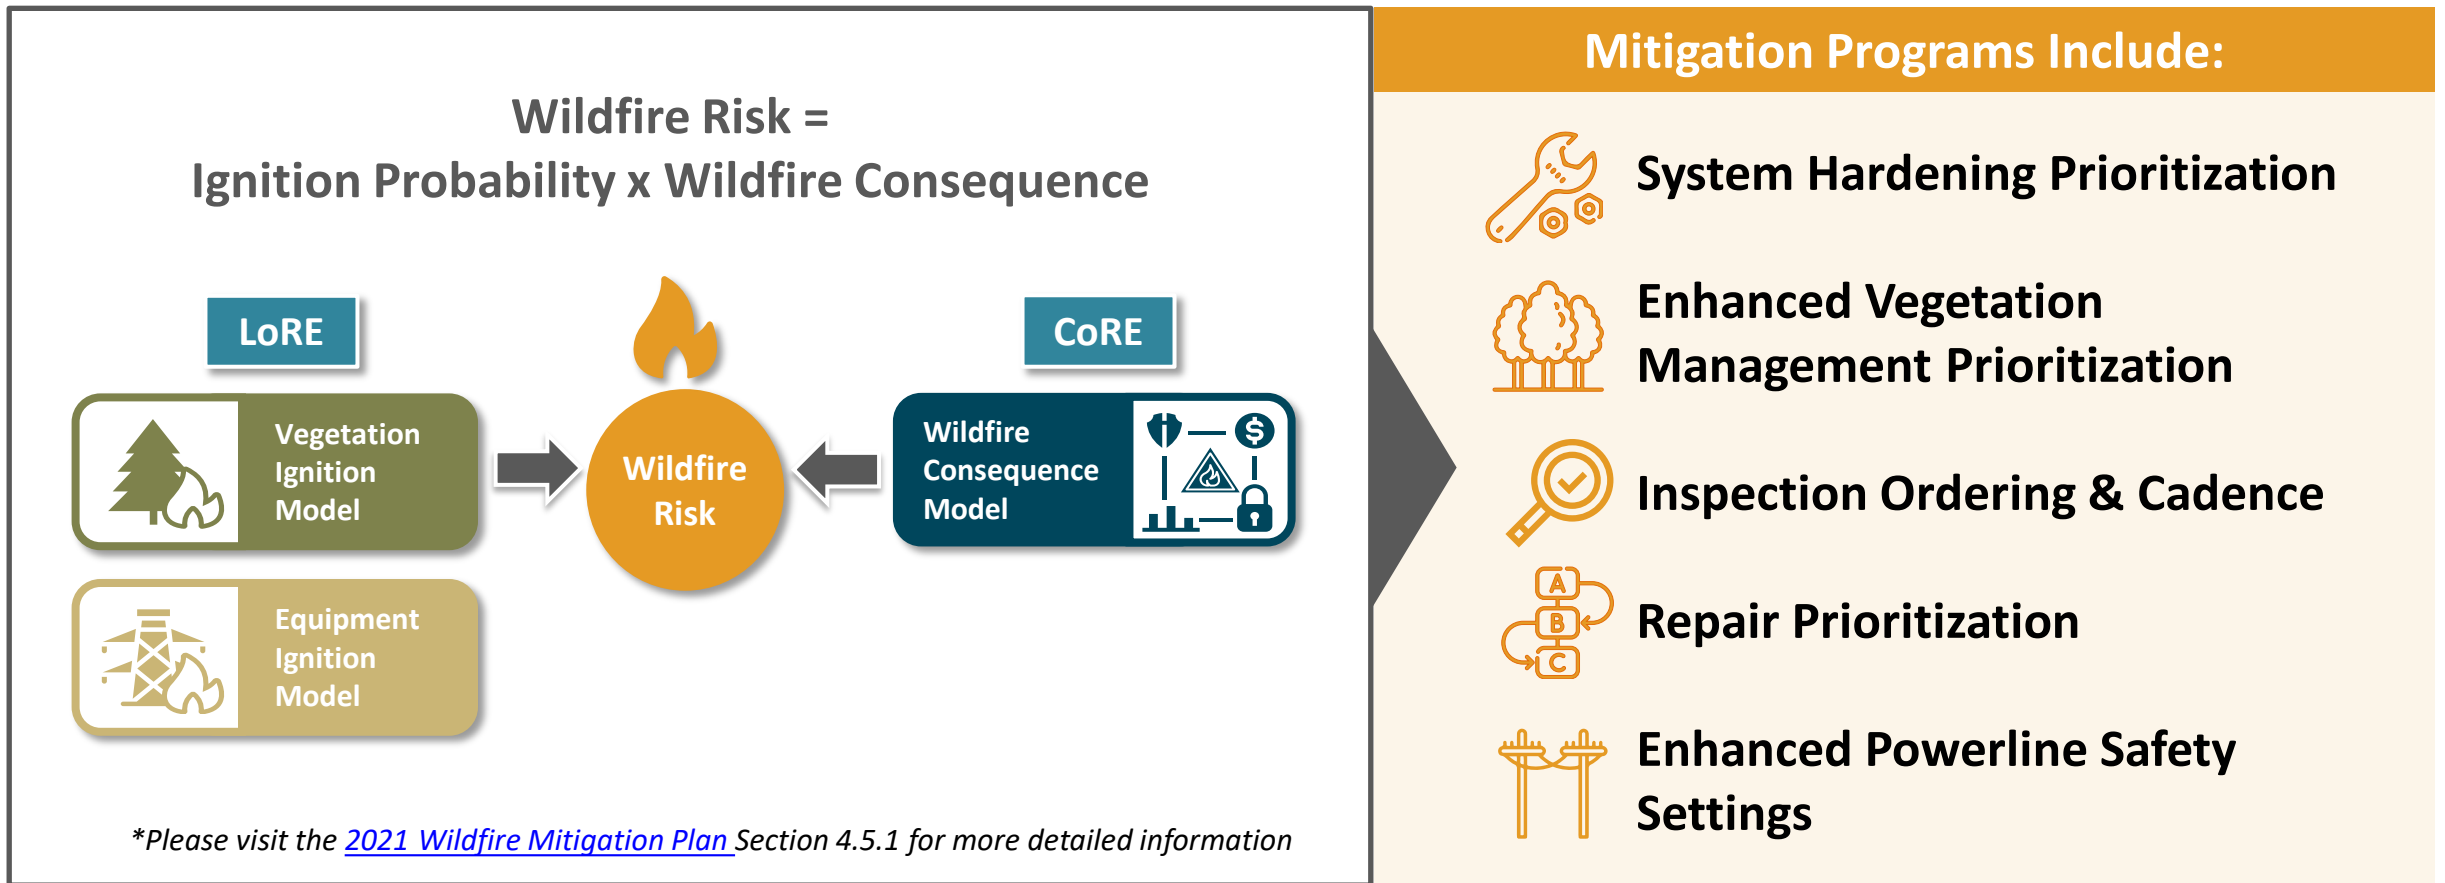 Wildfire Risk =
Ignition Probability x Wildfire Consequence
LoRE
CoRE
Vegetation
Ignition
Model
Wildfire
Risk
Wildfire
Consequence
Model
$
Equipment
Ignition
Model
*Please visit the 2021 Wildfire Mitigation Plan Section 4.5.1 for more detailed information
Mitigation Programs Include:
System Hardening Prioritization
Enhanced Vegetation
Management Prioritization
Inspection Ordering & Cadence
A
B
C
Repair Prioritization
Enhanced Powerline Safety
Settings